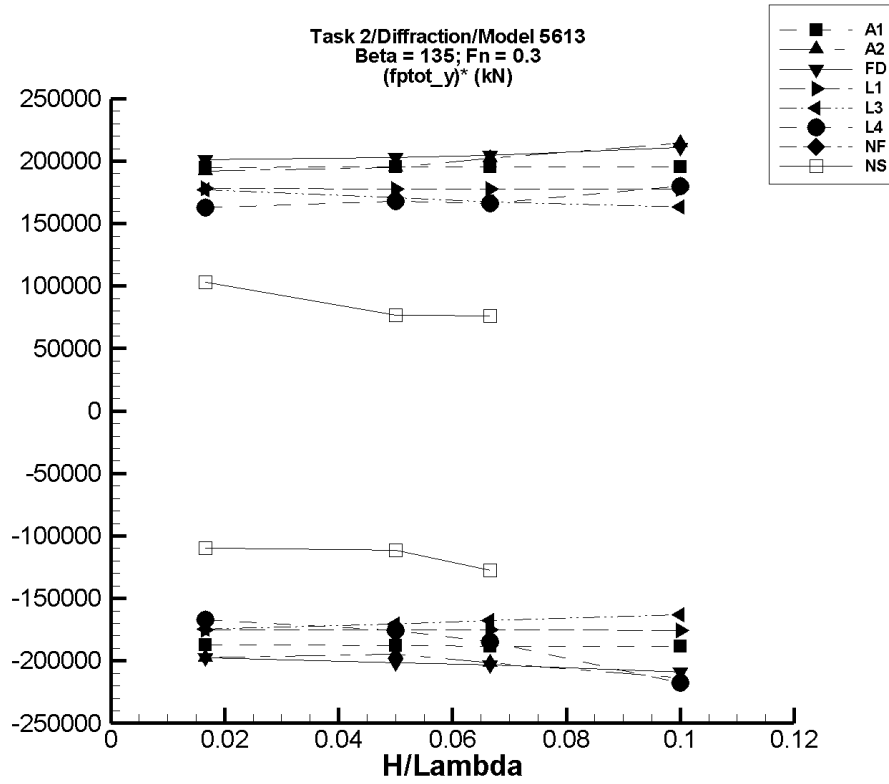 Task 2/Diffraction/Model 5613
Beta = 135; Fn = 0.3
(fptot_y)* (kN)
A1
A2
FD
L1
L3
L4
NF
NS
250000
200000
150000
100000
50000
0
-50000
-100000
-150000
-200000
-250000
0
0.02
0.04
0.06
0.08
0.1
0.12
H/Lambda